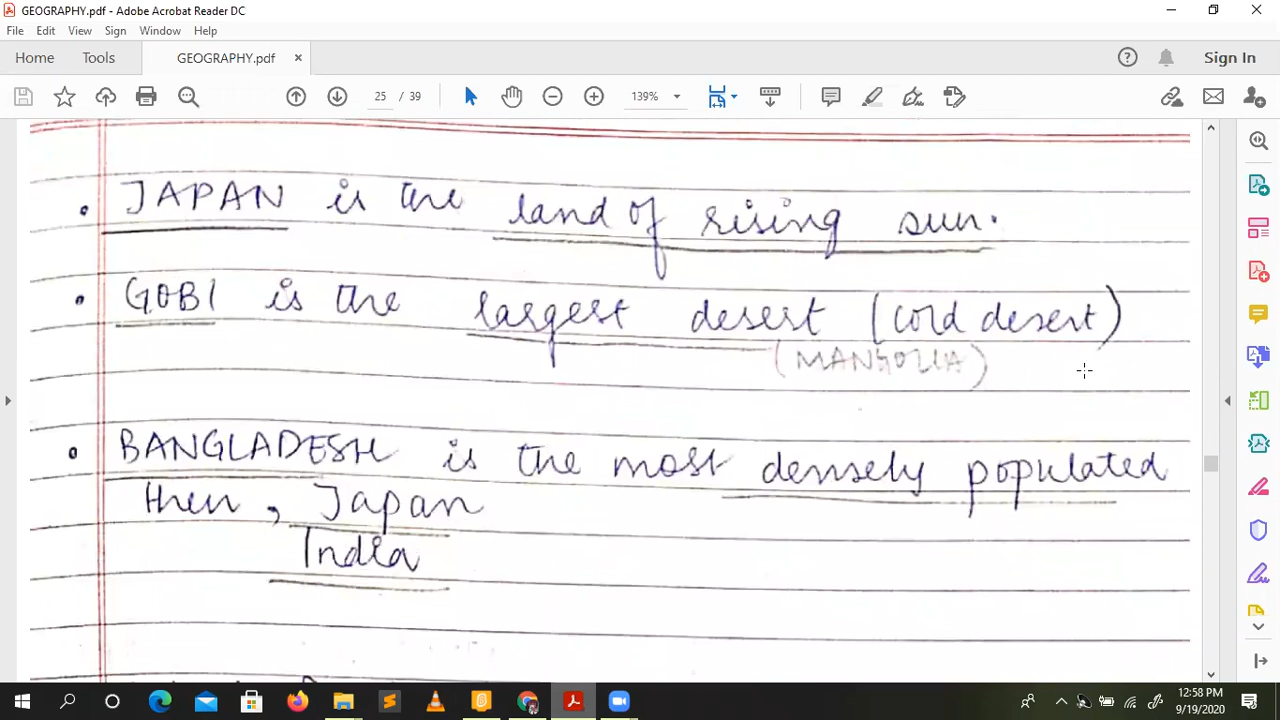 GEOGRAPHY.pdf - Adobe Acrobat Reader DC
File Edit View Sign Window Help
Home Tools GEOGRAPHY.pdf × Sign In
25 / 39 139%
• JAPAN is the land of rising sun.
• GOBI is the largest desert (cold desert)
(MANGOLIA)
• BANGLADESH is the most densely populated
then, Japan
India
12:58 PM
9/19/2020